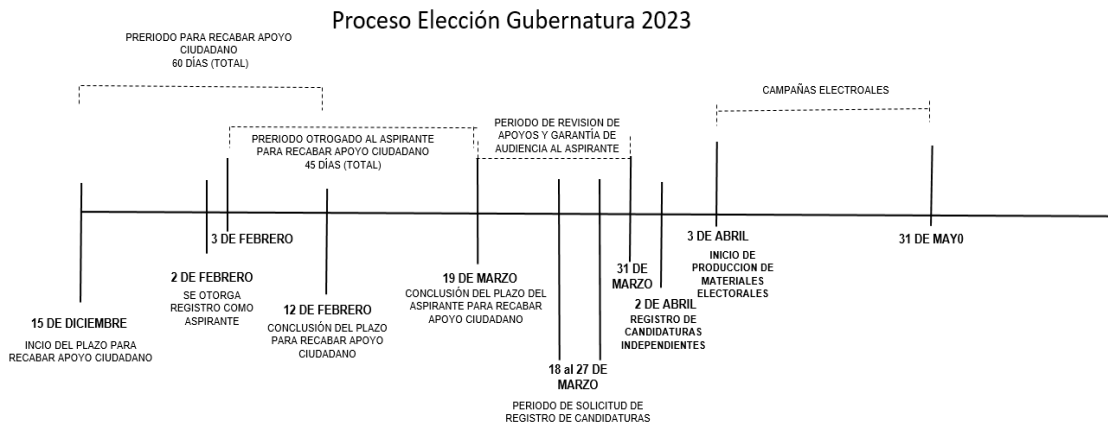 Proceso Elección Gubernatura 2023
PRERIODO PARA RECABAR APOYO
CIUDADANO
60 DÍAS (TOTAL)
CAMPAÑAS ELECTROALES
PRERIODO OTROGADO AL ASPIRANTE
PARA RECABAR APOYO CIUDADANO
45 DÍAS (TOTAL)
PERIODO DE REVISION DE
APOYOS Y GARANTÍA DE
AUDIENCIA AL ASPIRANTE
15 DE DICIEMBRE
INCIO DEL PLAZO PARA
RECABAR APOYO CIUDADANO
2 DE FEBRERO
SE OTORGA
REGISTRO COMO
ASPIRANTE
3 DE FEBRERO
12 DE FEBRERO
CONCLUSIÓN DEL PLAZO
PARA RECABAR APOYO
CIUDADANO
19 DE MARZO
CONCLUSIÓN DEL PLAZO DEL
ASPIRANTE PARA RECABAR
APOYO CIUDADANO
18 al 27 DE
MARZO
PERIODO DE SOLICITUD DE
REGISTRO DE CANDIDATURAS
31 DE
MARZO
2 DE ABRIL
REGISTRO DE
CANDIDATURAS
INDEPENDIENTES
3 DE ABRIL
INICIO DE
PRODUCCION DE
MATERIALES
ELECTORALES
31 DE MAY0